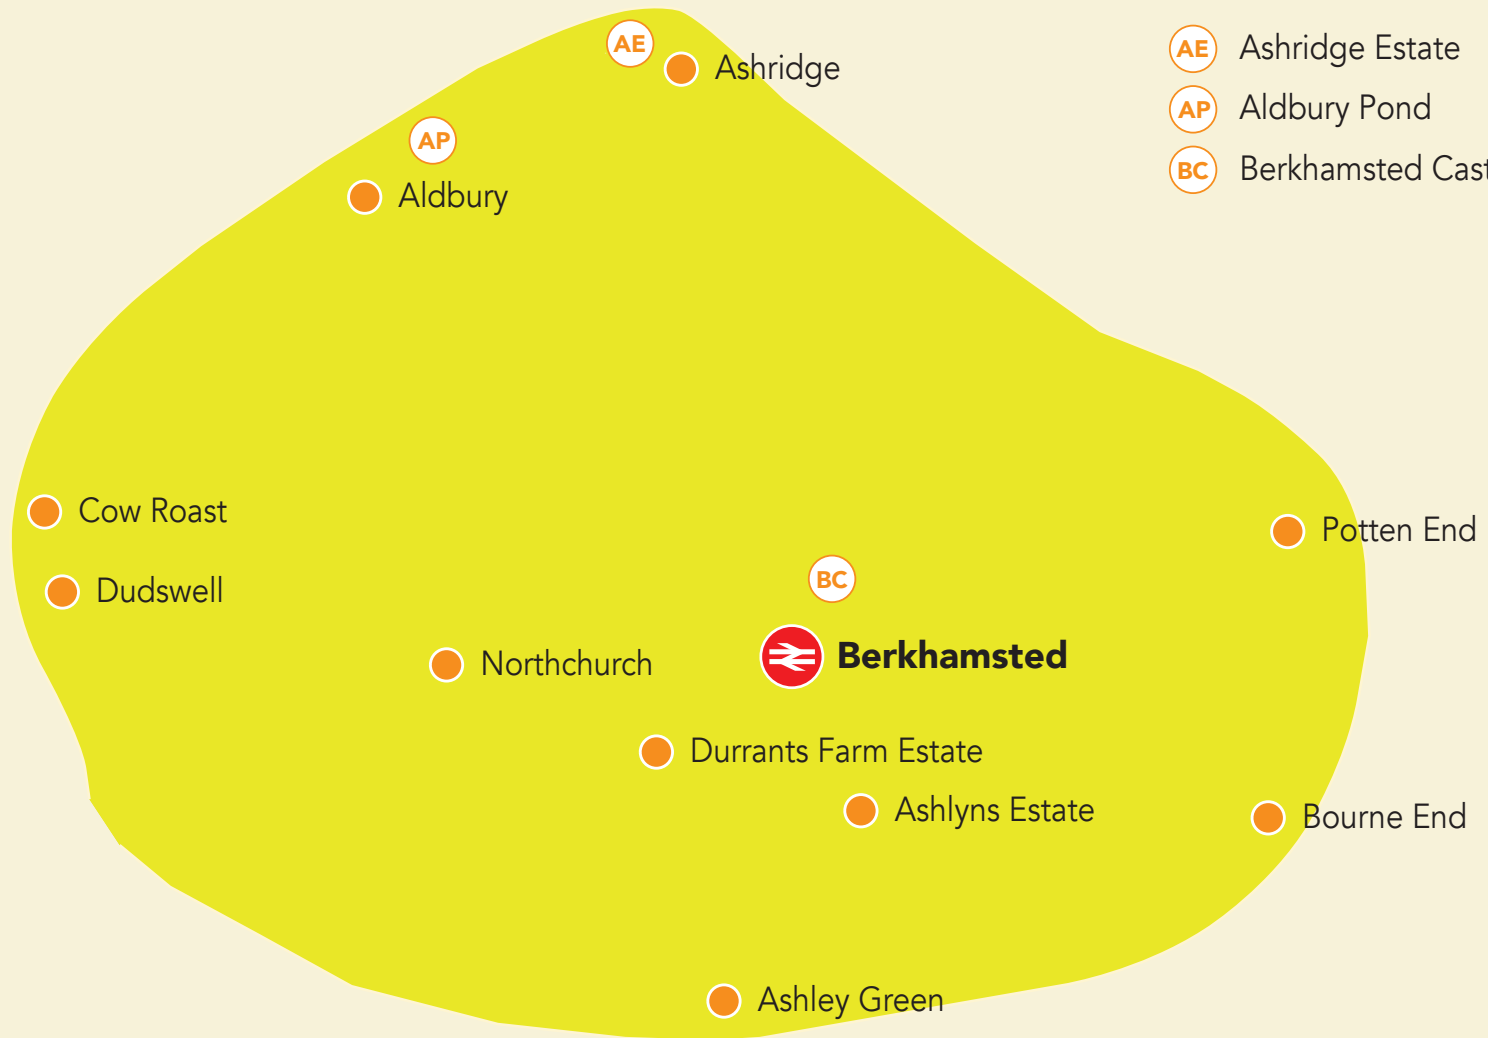 AE
Ashridge
AE Ashridge Estate
AP Aldbury Pond
BC Berkhamsted Cast
AP
Aldbury
Cow Roast
Potten End
BC
Dudswell
Berkhamsted
Northchurch
Durrants Farm Estate
Ashlyns Estate
Bourne End
Ashley Green